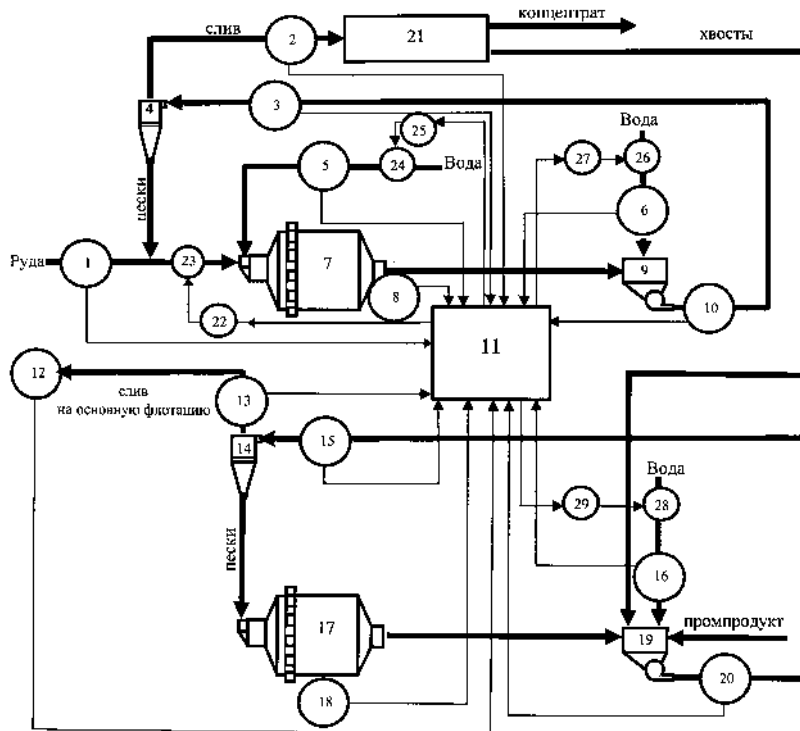 концентрат
слив
2
21
хвосты
4
3
25
Вода
27
26
пески
5
24
Вода
6
Руда
1
23
7
9
8
10
22
11
12
слив
на основную флотацию
13
14
15
Вода
29
28
пески
16
17
промпродукт
19
18
20